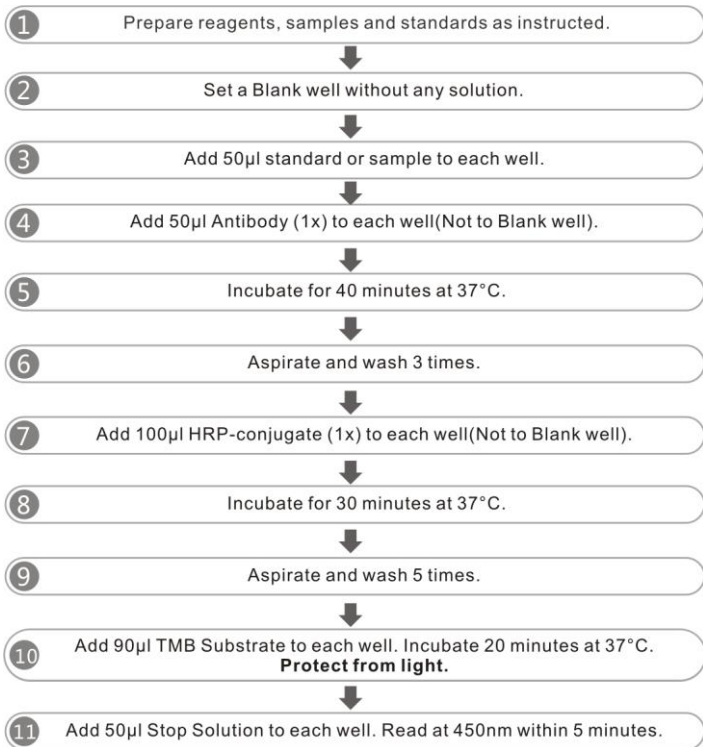 1 Prepare reagents, samples and standards as instructed.
2 Set a Blank well without any solution.
3 Add 50μl standard or sample to each well.
4 Add 50μl Antibody (1x) to each well(Not to Blank well).
5 Incubate for 40 minutes at 37°C.
6 Aspirate and wash 3 times.
7 Add 100μl HRP-conjugate (1x) to each well(Not to Blank well).
8 Incubate for 30 minutes at 37°C.
9 Aspirate and wash 5 times.
10 Add 90μl TMB Substrate to each well. Incubate 20 minutes at 37°C.
Protect from light.
11 Add 50μl Stop Solution to each well. Read at 450nm within 5 minutes.